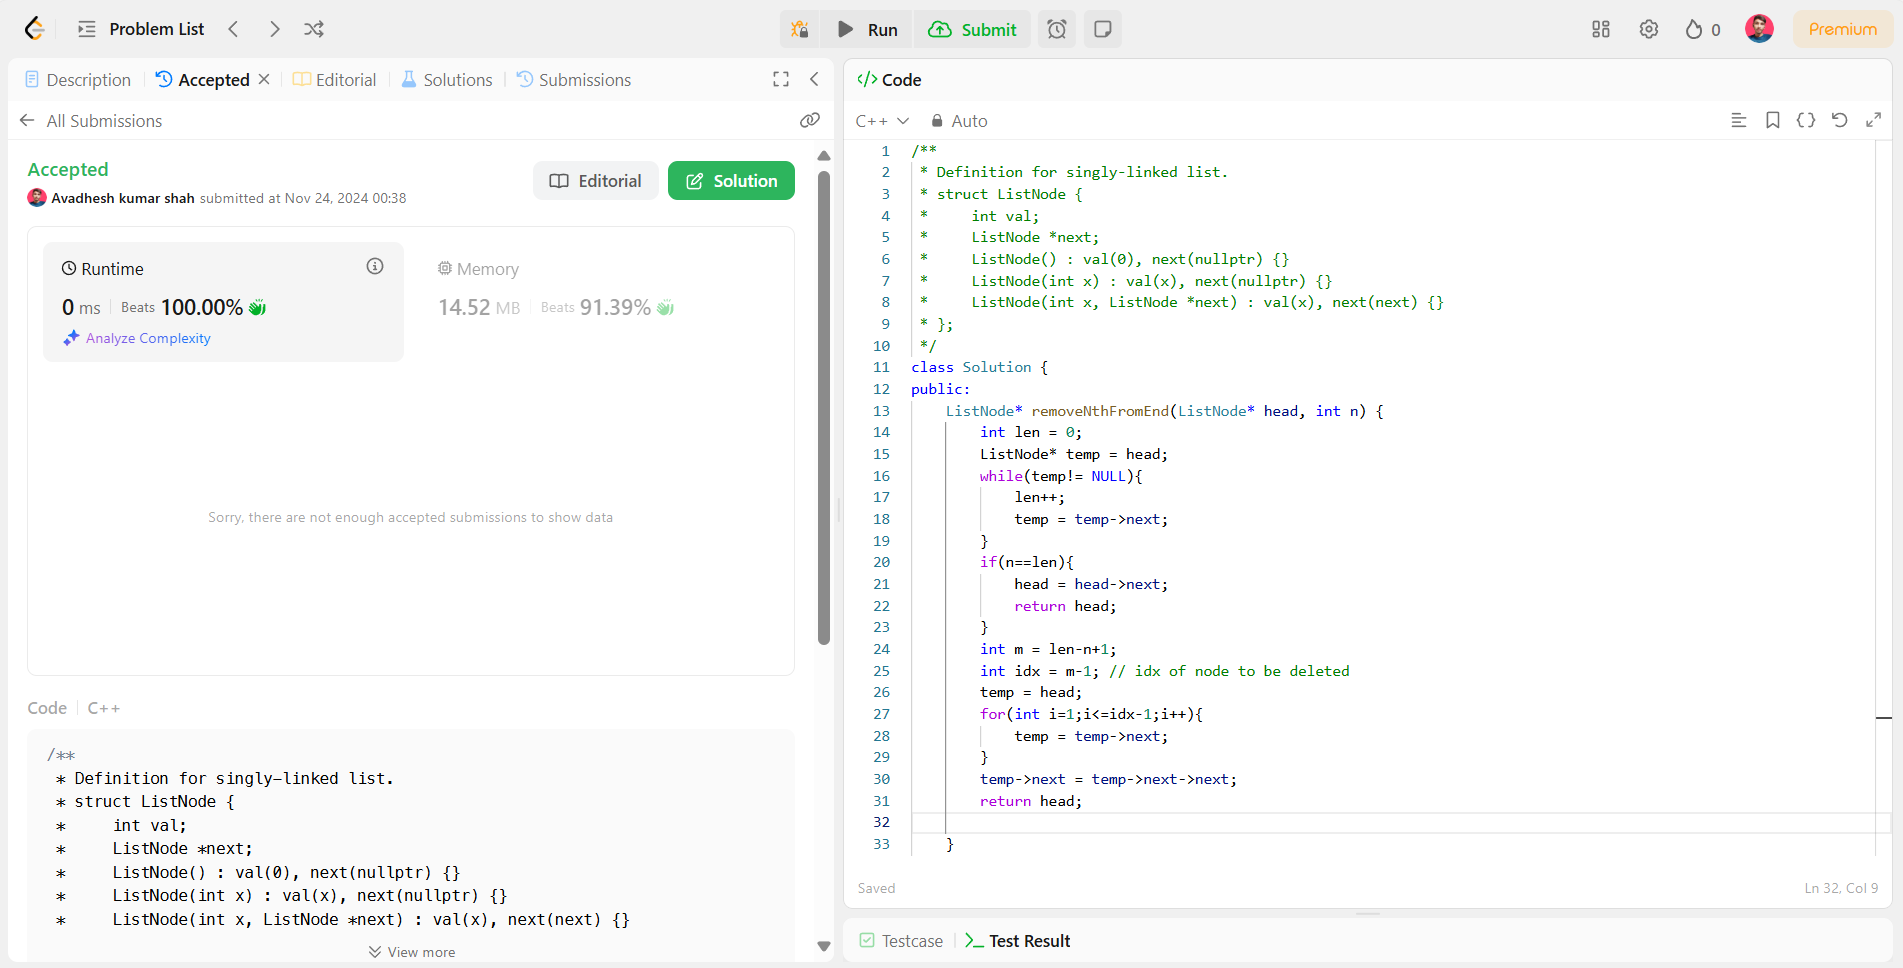 Problem List
Run
Submit
0
Premium
Description
Accepted
Editorial
Solutions
Submissions
All Submissions
Accepted
Avadhesh kumar shah submitted at Nov 24, 2024 00:38
Editorial
Solution
Runtime
0 ms
Beats 100.00%
Analyze Complexity
Memory
14.52 MB
Beats 91.39%
Sorry, there are not enough accepted submissions to show data
Code
C++
/**
 * Definition for singly-linked list.
 * struct ListNode {
 *     int val;
 *     ListNode *next;
 *     ListNode() : val(0), next(nullptr) {}
 *     ListNode(int x) : val(x), next(nullptr) {}
 *     ListNode(int x, ListNode *next) : val(x), next(next) {}
View more
</> Code
C++
Auto
1 /**
2  * Definition for singly-linked list.
3  * struct ListNode {
4  *     int val;
5  *     ListNode *next;
6  *     ListNode() : val(0), next(nullptr) {}
7  *     ListNode(int x) : val(x), next(nullptr) {}
8  *     ListNode(int x, ListNode *next) : val(x), next(next) {}
9  * };
10  */
11 class Solution {
12 public:
13     ListNode* removeNthFromEnd(ListNode* head, int n) {
14         int len = 0;
15         ListNode* temp = head;
16         while(temp!= NULL){
17             len++;
18             temp = temp->next;
19         }
20         if(n==len){
21             head = head->next;
22             return head;
23         }
24         int m = len-n+1;
25         int idx = m-1; // idx of node to be deleted
26         temp = head;
27         for(int i=1;i<=idx-1;i++){
28             temp = temp->next;
29         }
30         temp->next = temp->next->next;
31         return head;
32
33     }
Saved
Ln 32, Col 9
Testcase
Test Result